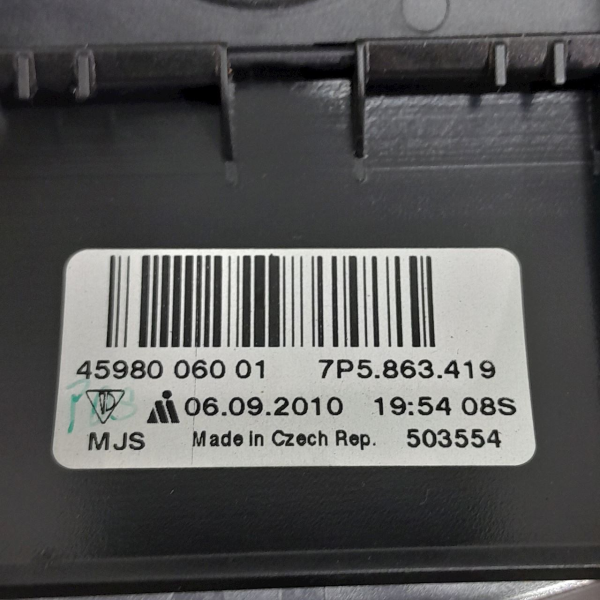 45980 060 01 7P5.863.419
06.09.2010 19:54 08S
MJS Made in Czech Rep. 503554